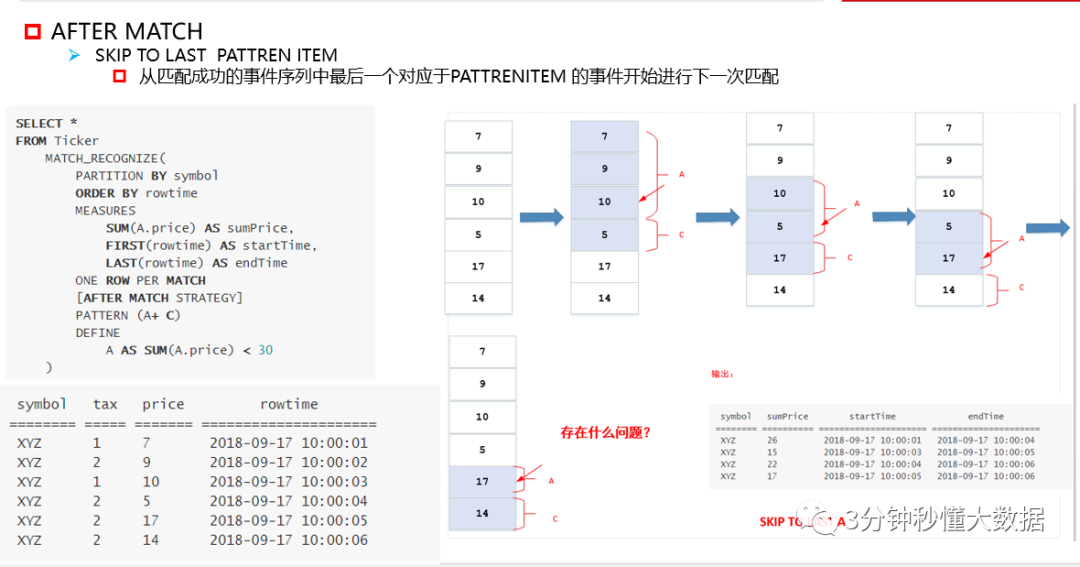 AFTER MATCH
SKIP TO LAST PATTREN ITEM
从匹配成功的事件序列中最后一个对应于PATTRENITEM 的事件开始进行下一次匹配
SELECT *
FROM Ticker
MATCH_RECOGNIZE(
PARTITION BY symbol
ORDER BY rowtime
MEASURES
SUM(A.price) AS sumPrice,
FIRST(rowtime) AS startTime,
LAST(rowtime) AS endTime
ONE ROW PER MATCH
[AFTER MATCH STRATEGY]
PATTERN (A+ C)
DEFINE
A AS SUM(A.price) < 30
)
symbol tax price rowtime
======== ===== ======= =====================
XYZ 1 7 2018-09-17 10:00:01
XYZ 2 9 2018-09-17 10:00:02
XYZ 1 10 2018-09-17 10:00:03
XYZ 2 5 2018-09-17 10:00:04
XYZ 2 17 2018-09-17 10:00:05
XYZ 2 14 2018-09-17 10:00:06
7
9
10
5
17
14
7
9
10
5
17
14
A
C
7
9
10
5
17
14
A
C
7
9
10
5
17
14
A
C
7
9
10
5
17
14
A
C
存在什么问题?
输出:
symbol sumPrice startTime endTime
======== ========== ==================== ====================
XYZ 26 2018-09-17 10:00:01 2018-09-17 10:00:04
XYZ 15 2018-09-17 10:00:03 2018-09-17 10:00:05
XYZ 22 2018-09-17 10:00:04 2018-09-17 10:00:06
XYZ 17 2018-09-17 10:00:05 2018-09-17 10:00:06
SKIP TO LAST A
3分钟秒懂大数据